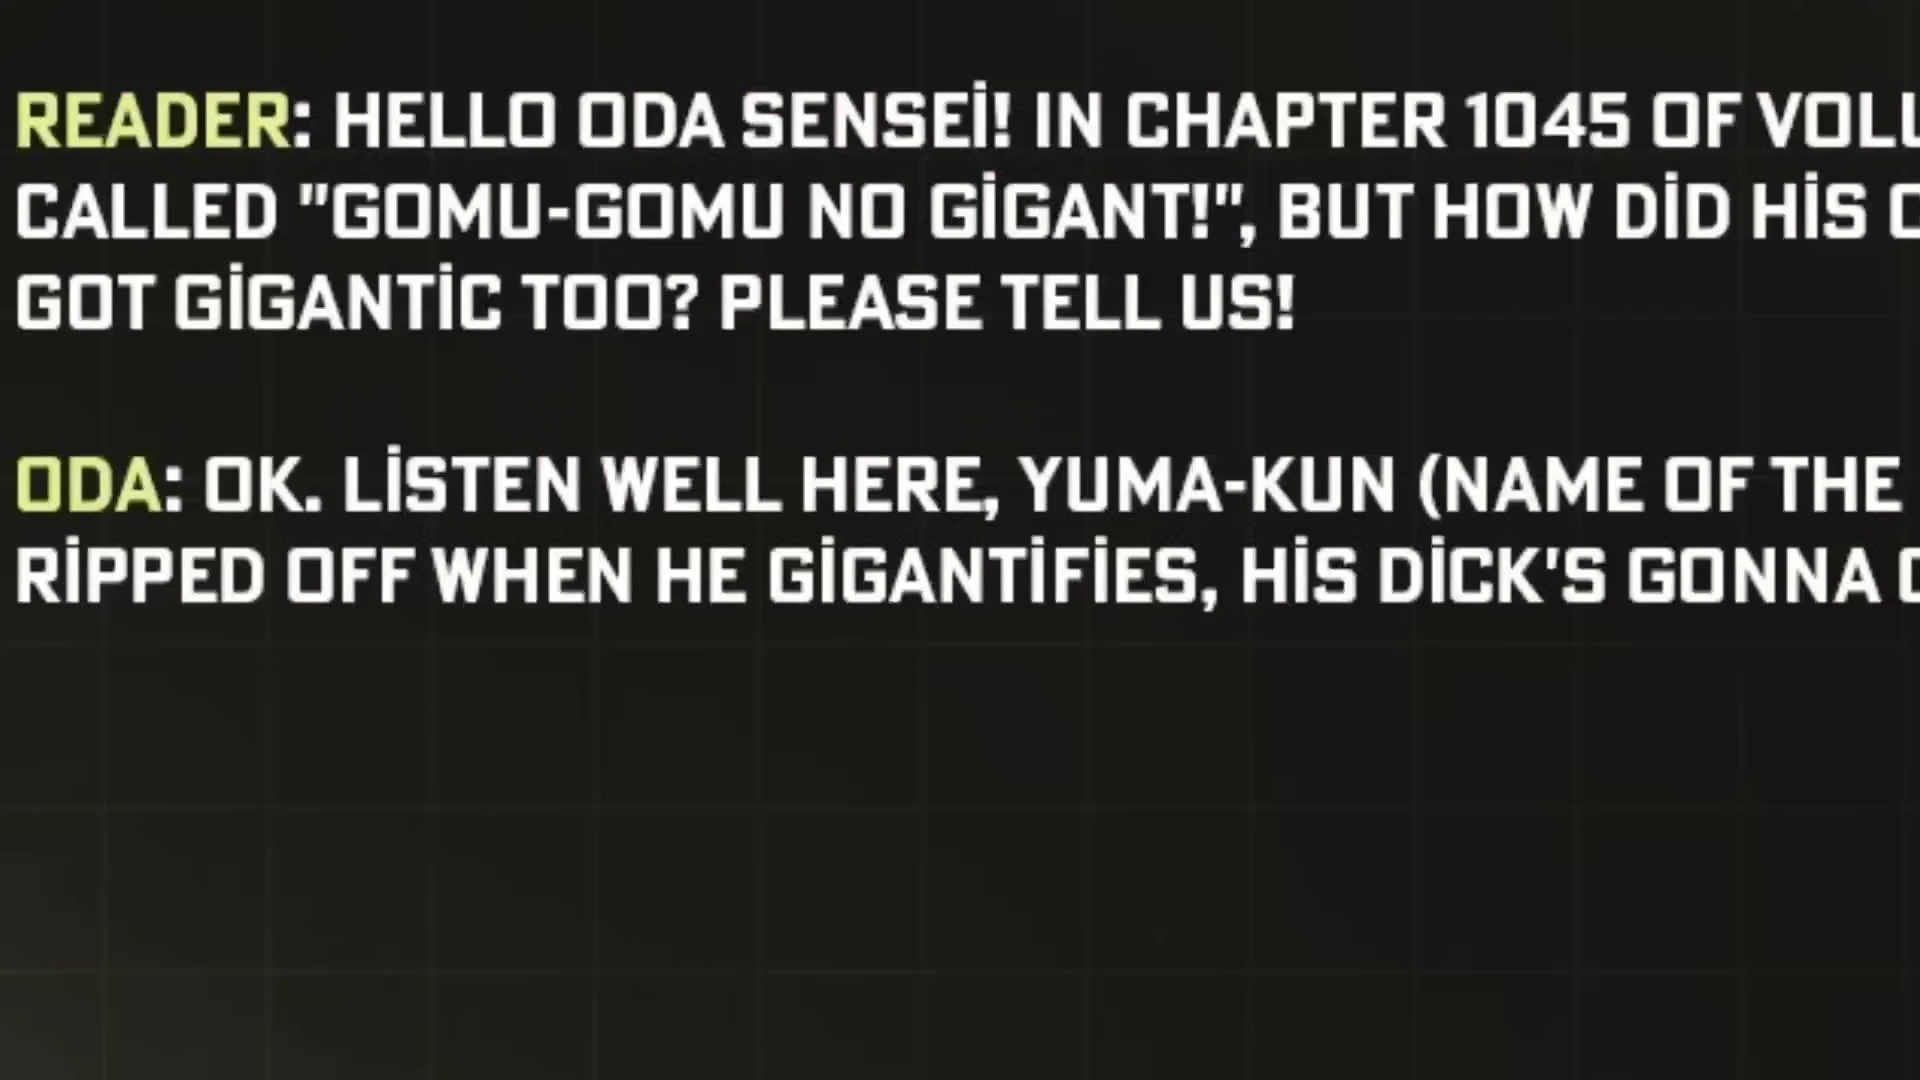 READER: HELLO ODA SENSEİ! IN CHAPTER 1045 OF
CALLED "GOMU-GOMU NO GİGANT!", BUT HOW DİD HİS
GOT GİGANTİC TOO? PLEASE TELL US!
ODA: OK. LİSTEN WELL HERE, YUMA-KUN (NAME OF THE
RİPPED OFF WHEN HE GİGANTİFİES, HİS DİCK'S GONNA